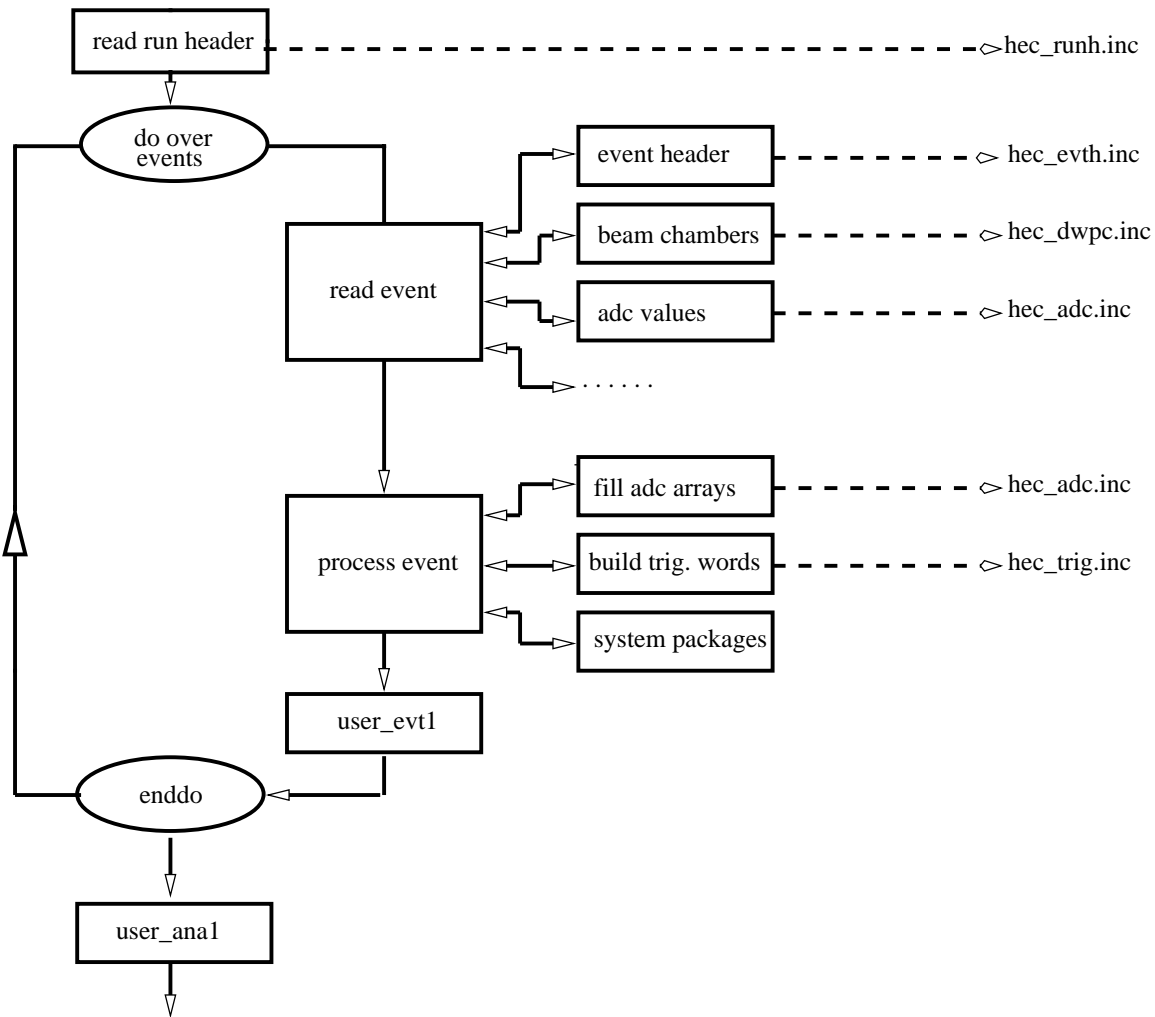 read run header
hec_runh.inc
do over
events
event header
hec_evth.inc
beam chambers
hec_dwpc.inc
read event
adc values
hec_adc.inc
. . . . . .
fill adc arrays
hec_adc.inc
process event
build trig. words
hec_trig.inc
system packages
user_evt1
enddo
user_ana1